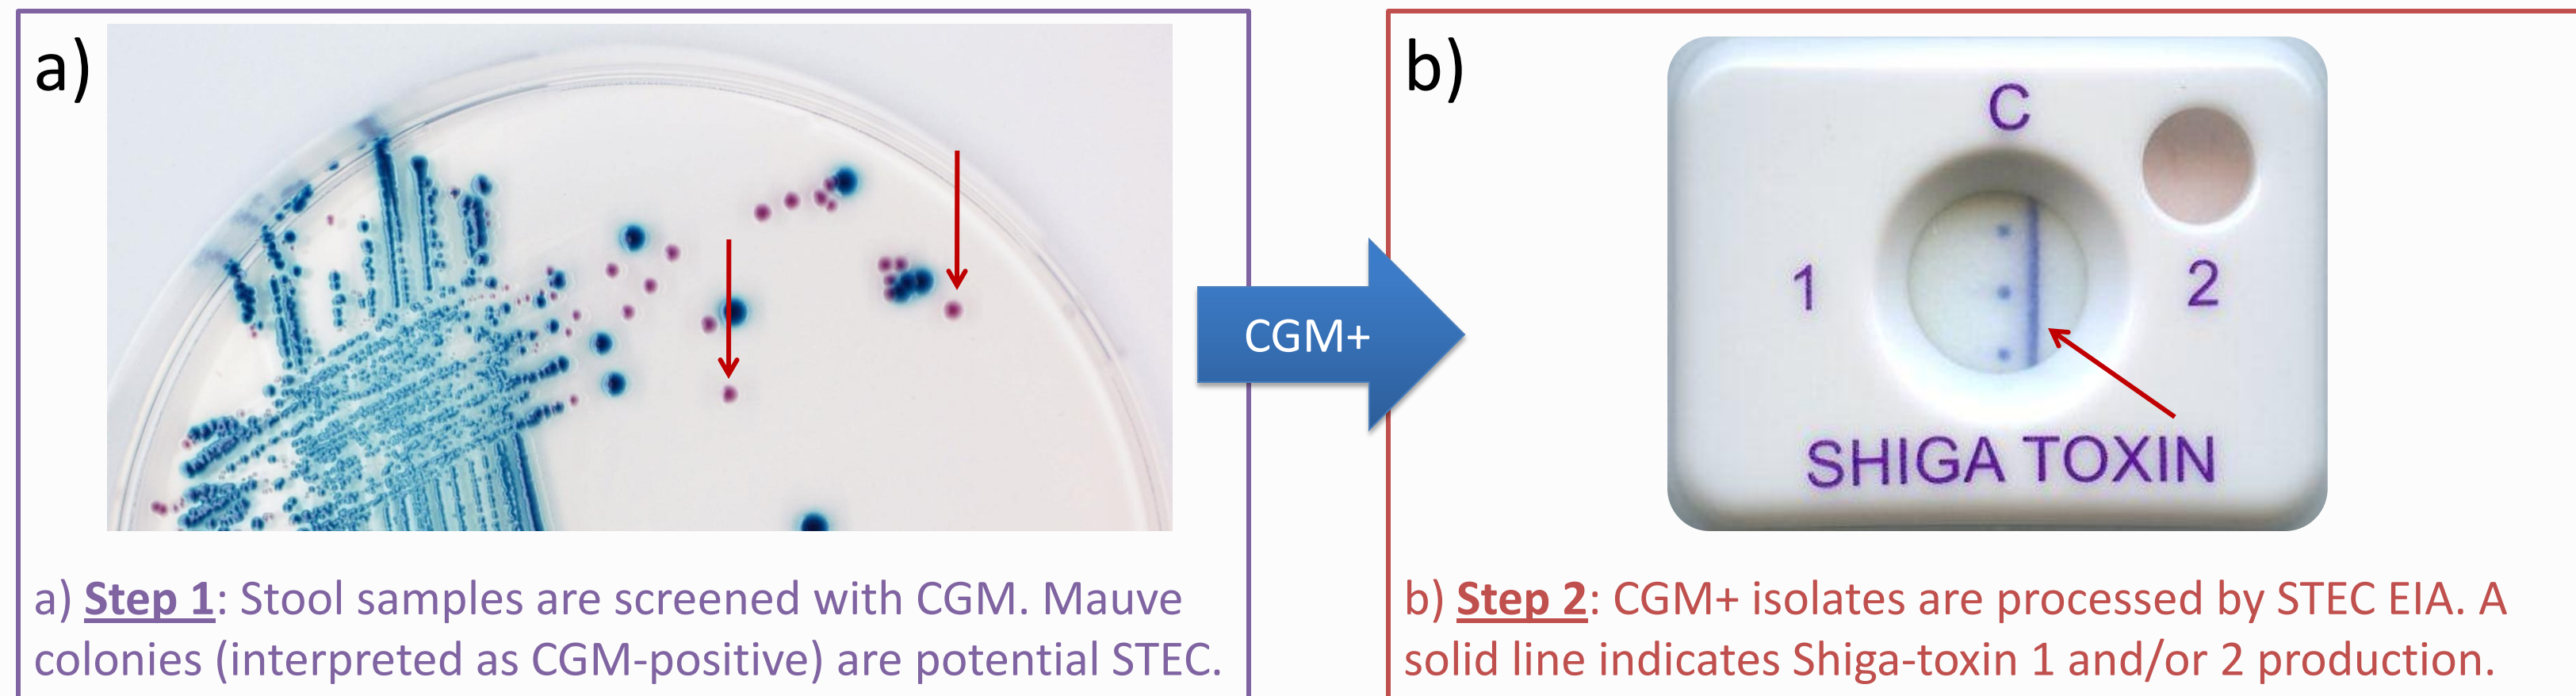 a)
a) Step 1: Stool samples are screened with CGM. Mauve
colonies (interpreted as CGM-positive) are potential STEC.
CGM+
b)
C
1
2
SHIGA TOXIN
b) Step 2: CGM+ isolates are processed by STEC EIA. A
solid line indicates Shiga-toxin 1 and/or 2 production.